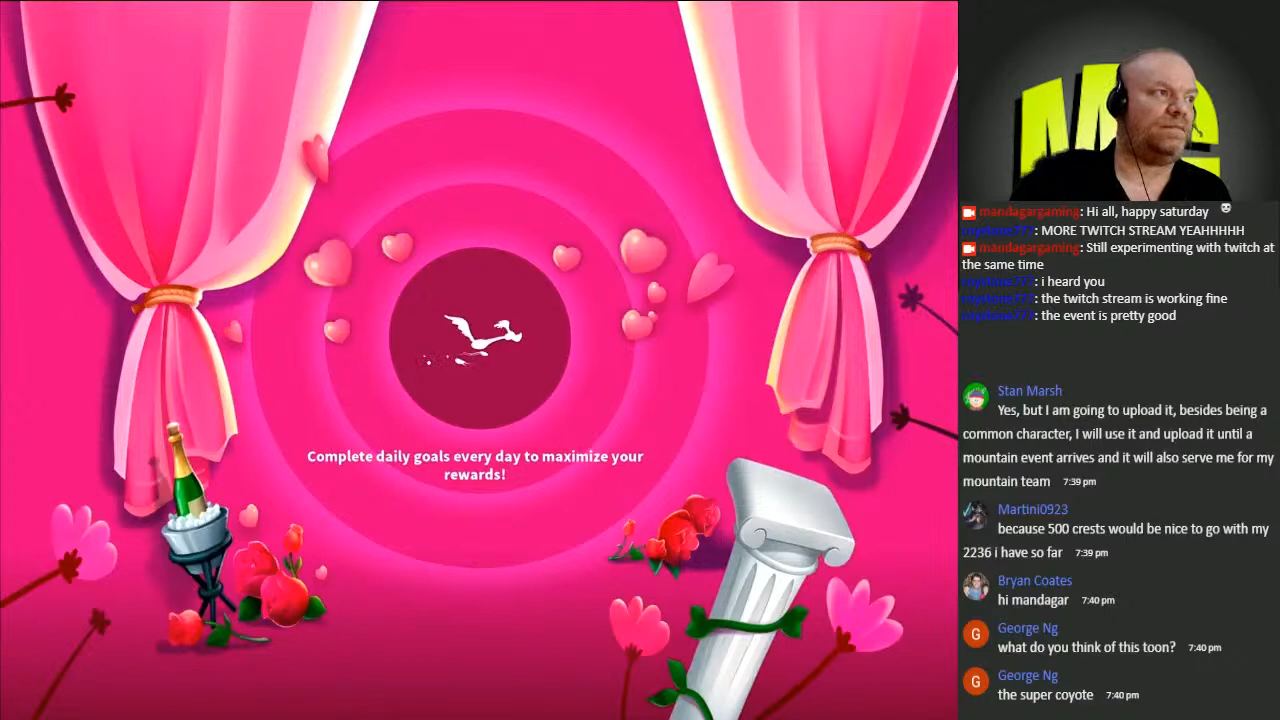 Complete daily goals every day to maximize your
rewards!
mandagargaming: Hi all, happy saturday
: MORE TWITCH STREAM YEAHHHHH
mandagargaming: Still experimenting with twitch at
the same time
: i heard you
: the twitch stream is working fine
: the event is pretty good
Stan Marsh
Yes, but I am going to upload it, besides being a
common character, I will use it and upload it until a
mountain event arrives and it will also serve me for my
mountain team 7:39 pm
Martini0923
because 500 crests would be nice to go with my
2236 i have so far 7:39 pm
Bryan Coates
hi mandagar 7:40 pm
G George Ng
what do you think of this toon? 7:40 pm
G George Ng
the super coyote 7:40 pm